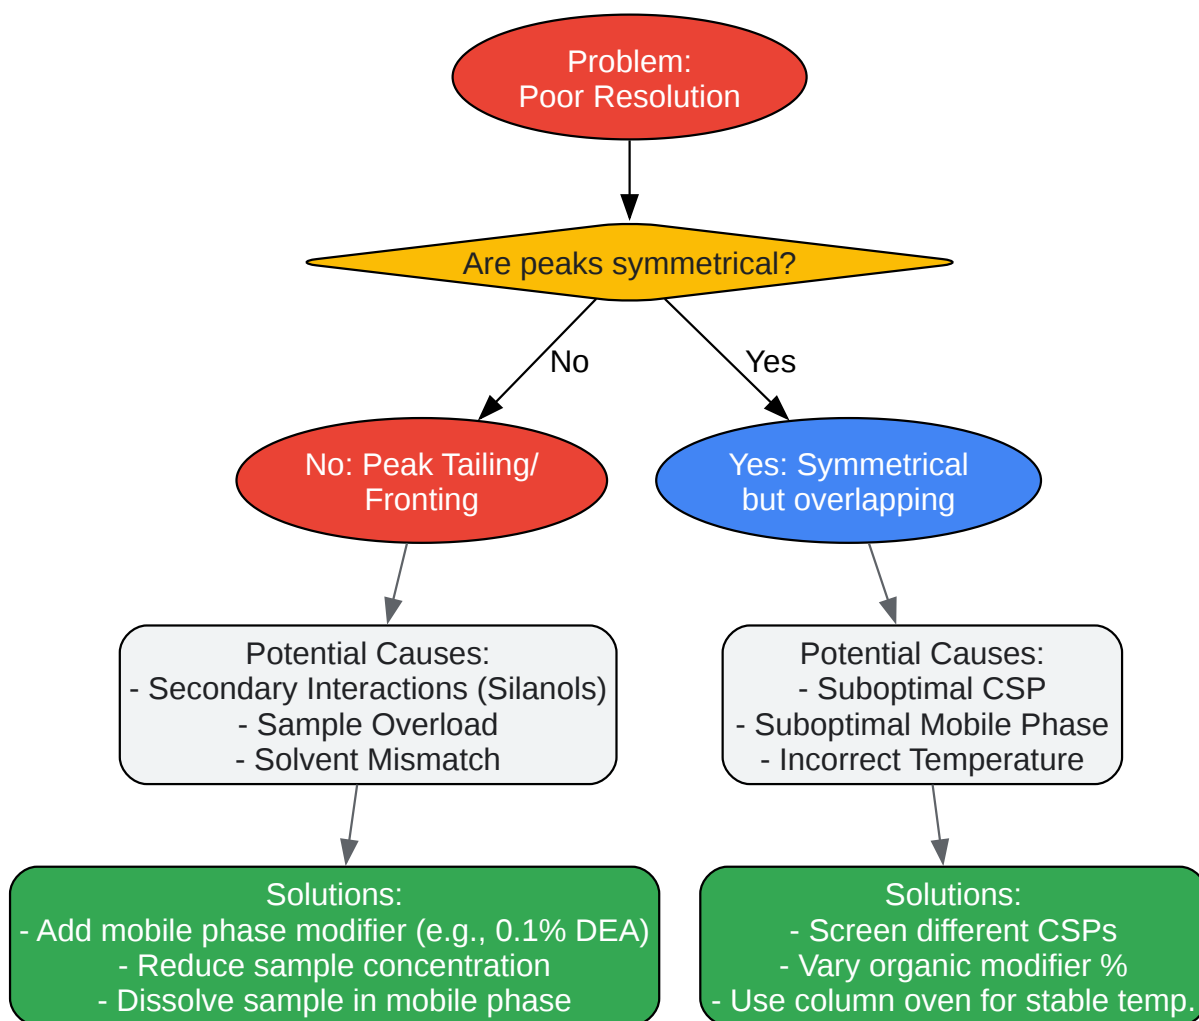 Problem:
Poor Resolution
Are peaks symmetrical?
No
Yes
No: Peak Tailing/
Fronting
Yes: Symmetrical
but overlapping
Potential Causes:
- Secondary Interactions (Silanols)
- Sample Overload
- Solvent Mismatch
Potential Causes:
- Suboptimal CSP
- Suboptimal Mobile Phase
- Incorrect Temperature
Solutions:
- Add mobile phase modifier (e.g., 0.1% DEA)
- Reduce sample concentration
- Dissolve sample in mobile phase
Solutions:
- Screen different CSPs
- Vary organic modifier %
- Use column oven for stable temp.